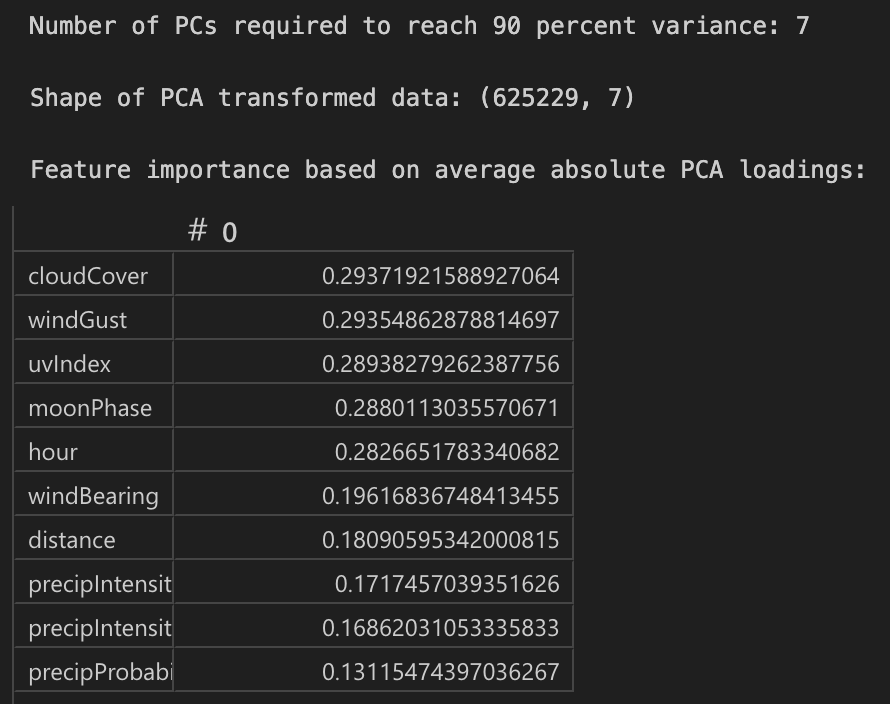 Number of PCs required to reach 90 percent variance: 7
Shape of PCA transformed data: (625229, 7)
Feature importance based on average absolute PCA loadings:
# 0
cloudCover 0.29371921588927064
windGust 0.29354862878814697
uvIndex 0.28938279262387756
moonPhase 0.2880113035570671
hour 0.2826651783340682
windBearing 0.19616836748413455
distance 0.18090595342000815
precipIntensit 0.1717457039351626
precipIntensit 0.16862031053335833
precipProbabi 0.13115474397036267